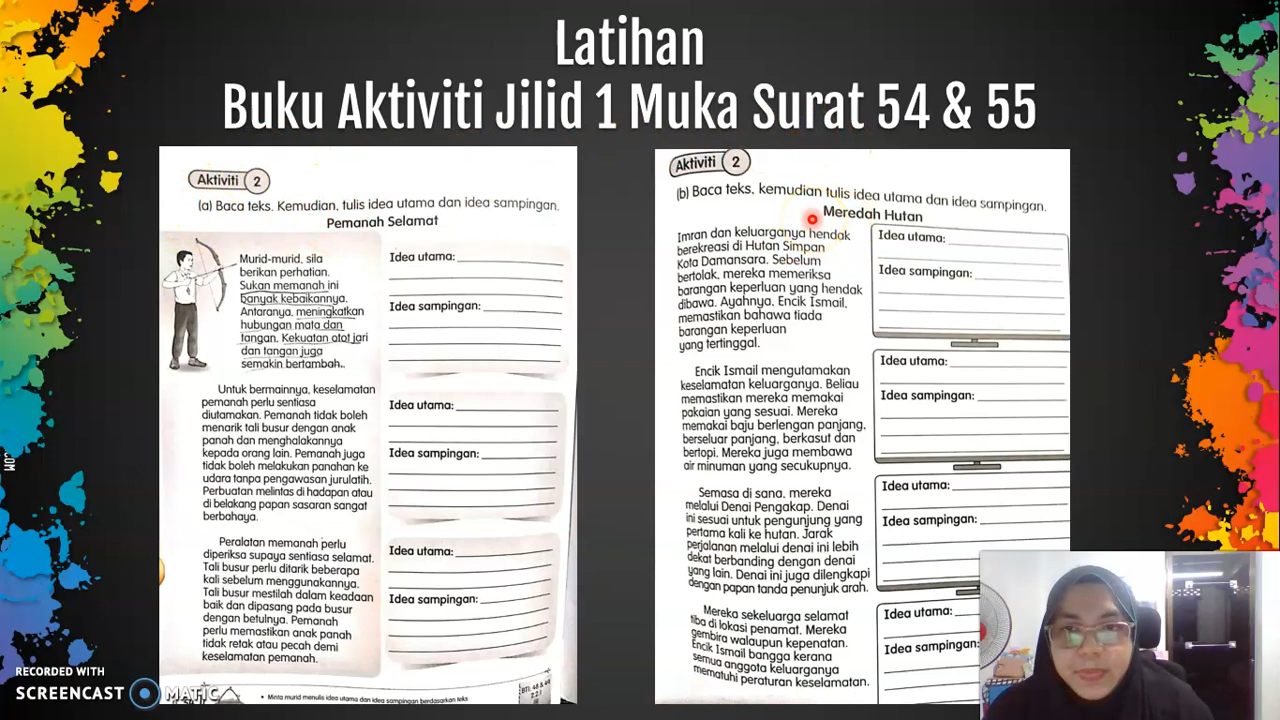 Latihan
Buku Aktiviti Jilid 1 Muka Surat 54 & 55
Aktiviti 2
(a) Baca teks. Kemudian, tulis idea utama dan idea sampingan.
Pemanah Selamat
Murid-murid, sila
berikan perhatian.
Sukan memanah ini
banyak kebaikannya.
Antaranya, meningkatkan
hubungan mata dan
tangan. Kekuatan otot jari
dan tangan juga
semakin bertambah.
Untuk bermainnya, keselamatan
pemanah perlu sentiasa
diutamakan. Pemanah tidak boleh
menarik tali busur dengan anak
panah dan menghalakannya
kepada orang lain. Pemanah juga
tidak boleh melakukan panahan ke
udara tanpa pengawasan jurulatih.
Perbuatan melintas di hadapan atau
di belakang papan sasaran sangat
berbahaya.
Peralatan memanah perlu
diperiksa supaya sentiasa selamat.
Tali busur perlu ditarik beberapa
kali sebelum menggunakannya.
Tali busur mestilah dalam keadaan
baik dan dipasang pada busur
dengan betulnya. Pemanah
perlu memastikan anak panah
tidak retak atau pecah demi
keselamatan pemanah.
Idea utama:
Idea sampingan:
Idea utama:
Idea sampingan:
Idea utama:
Idea sampingan:
• Minta murid menulis idea utama dan idea sampingan berdasarkan teks
Aktiviti 2
(b) Baca teks, kemudian tulis idea utama dan idea sampingan.
Meredah Hutan
Imran dan keluarganya hendak
berekreasi di Hutan Simpan
Kota Damansara. Sebelum
bertolak, mereka memeriksa
barangan keperluan yang hendak
dibawa. Ayahnya, Encik Ismail,
memastikan bahawa tiada
barangan keperluan
yang tertinggal.
Encik Ismail mengutamakan
keselamatan keluarganya. Beliau
memastikan mereka memakai
pakaian yang sesuai. Mereka
memakai baju berlengan panjang,
berseluar panjang, berkasut dan
bertopi. Mereka juga membawa
air minuman yang secukupnya.
Semasa di sana, mereka
melalui Denai Pengakap. Denai
ini sesuai untuk pengunjung yang
pertama kali ke hutan. Jarak
perjalanan melalui denai ini lebih
dekat berbanding dengan denai
yang lain. Denai ini juga dilengkapi
dengan papan tanda penunjuk arah.
Mereka sekeluarga selamat
tiba di lokasi penamat. Mereka
gembira walaupun kepenatan.
Encik Ismail bangga kerana
semua anggota keluarganya
mematuhi peraturan keselamatan.
Idea utama:
Idea sampingan:
Idea utama:
Idea sampingan:
Idea utama:
Idea sampingan:
Idea utama:
Idea sampingan:
RECORDED WITH
SCREENCAST MATIC